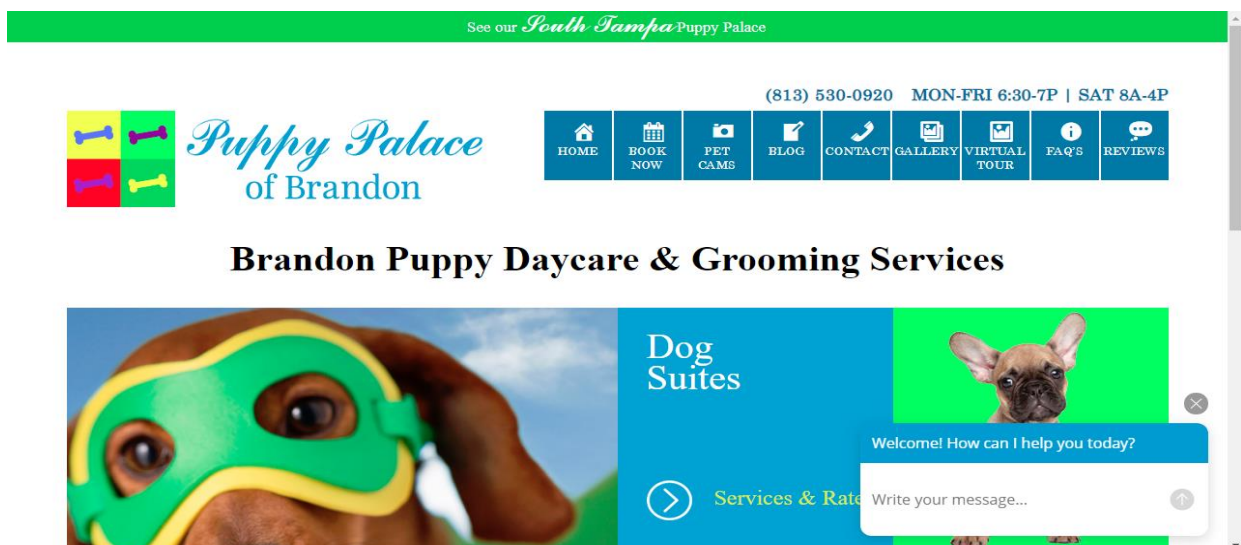 See our South Tampa Puppy Palace
(813) 530-0920 MON-FRI 6:30-7P | SAT 8A-4P
Puppy Palace
of Brandon
HOME
BOOK
NOW
PET
CAMS
BLOG
CONTACT
GALLERY
VIRTUAL
TOUR
FAQ'S
REVIEWS
Brandon Puppy Daycare & Grooming Services
Dog
Suites
Services & Rate
Welcome! How can I help you today?
Write your message...